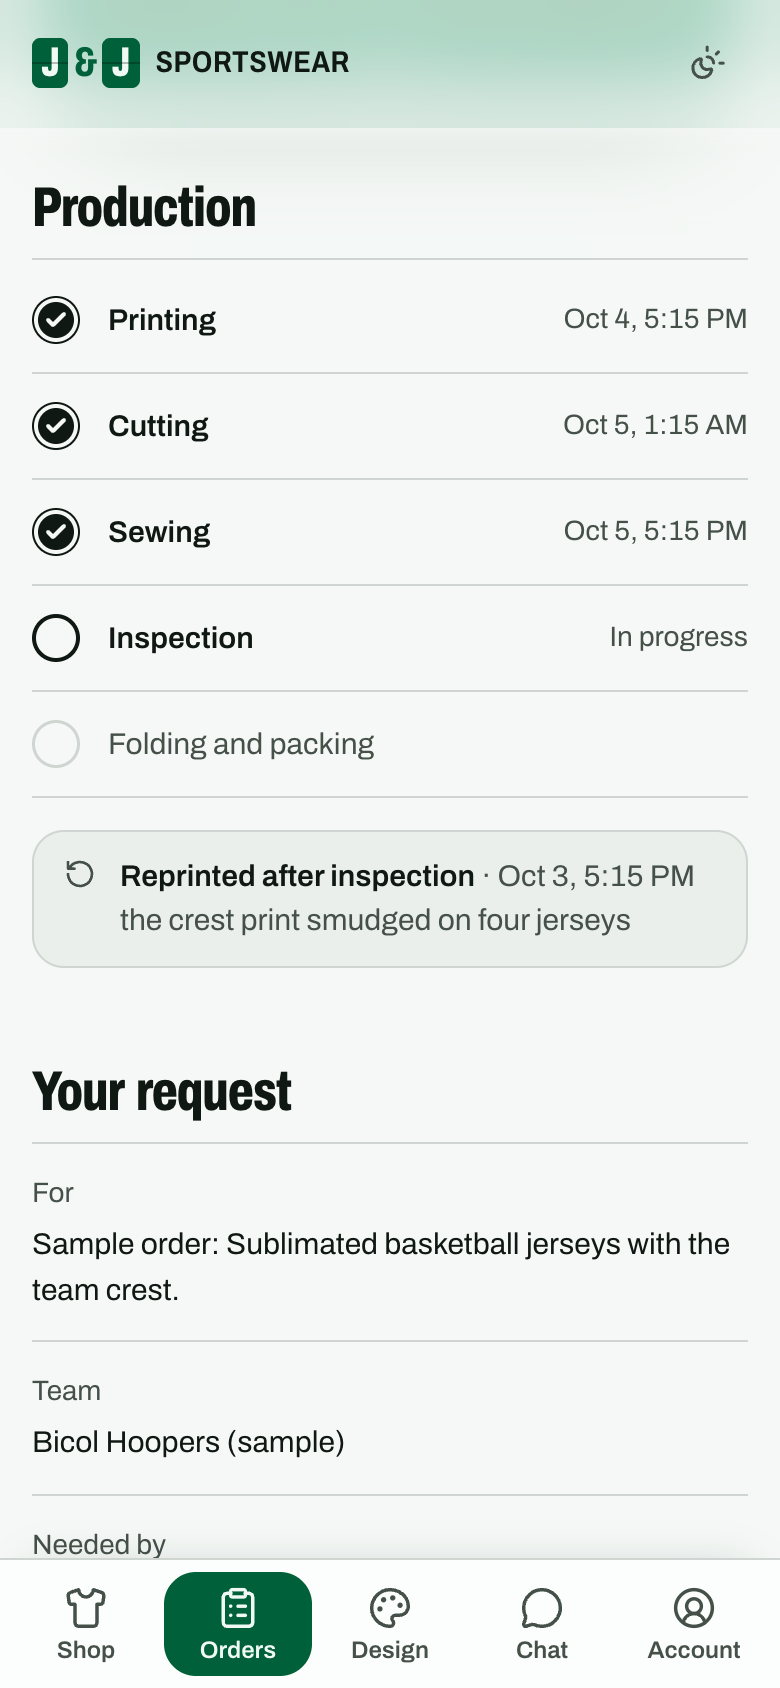 J & J SPORTSWEAR
Production
Printing Oct 4, 5:15 PM
Cutting Oct 5, 1:15 AM
Sewing Oct 5, 5:15 PM
Inspection In progress
Folding and packing
Reprinted after inspection · Oct 3, 5:15 PM
the crest print smudged on four jerseys
Your request
For
Sample order: Sublimated basketball jerseys with the
team crest.
Team
Bicol Hoopers (sample)
Needed by
Shop Orders Design Chat Account